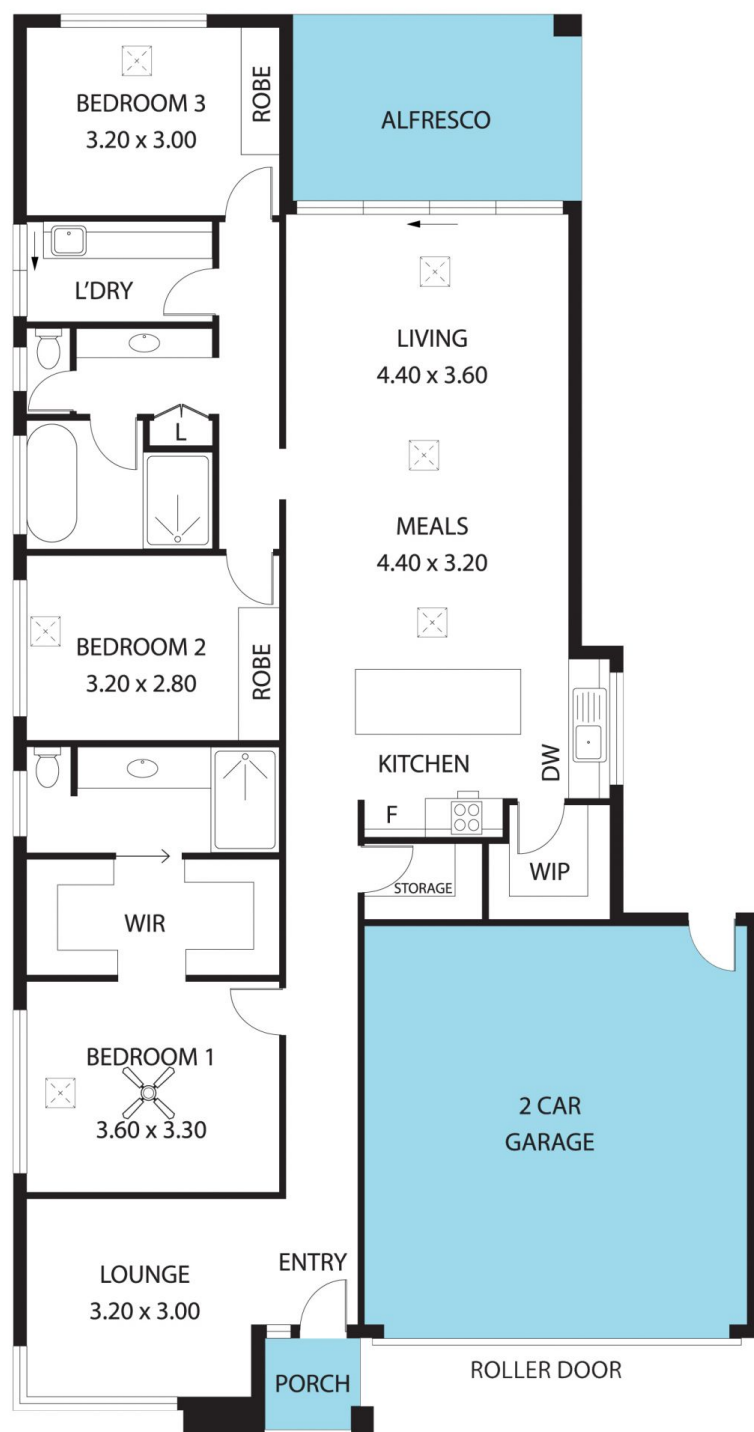 BEDROOM 3
3.20 x 3.00
ROBE
ALFRESCO
L'DRY
LIVING
4.40 x 3.60
L
MEALS
4.40 x 3.20
BEDROOM 2
3.20 x 2.80
ROBE
KITCHEN
DW
F
STORAGE
WIP
WIR
BEDROOM 1
3.60 x 3.30
2 CAR
GARAGE
LOUNGE
3.20 x 3.00
ENTRY
PORCH
ROLLER DOOR